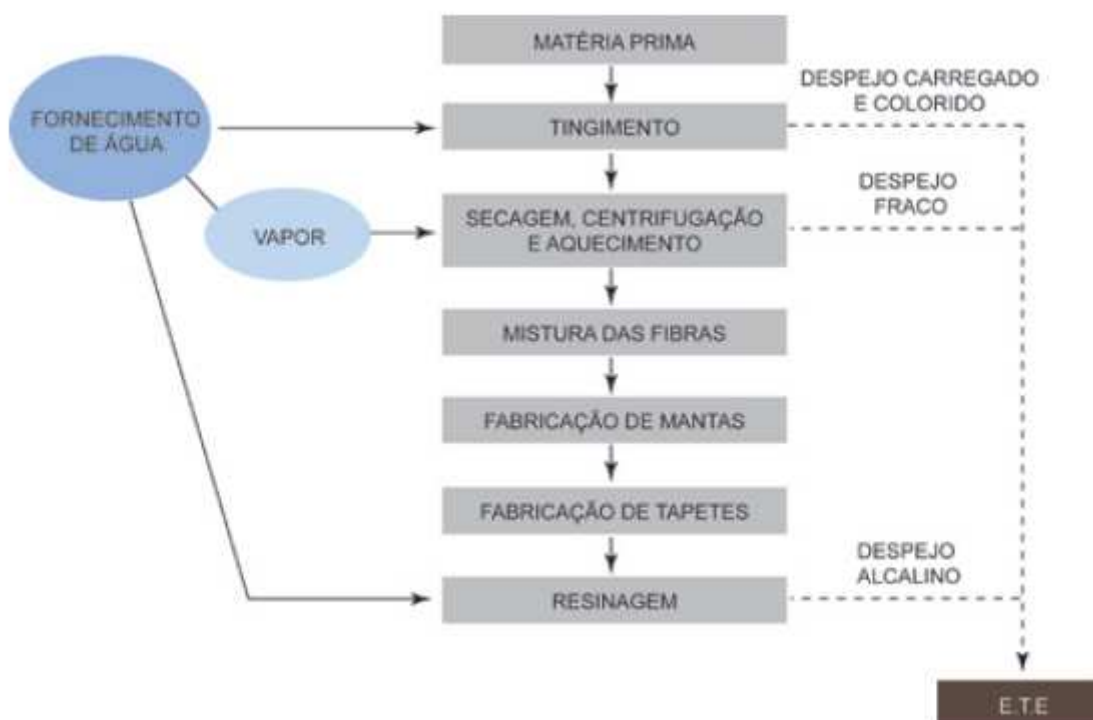 MATÉRIA PRIMA
DESPEJO CARREGADO
E COLORIDO
FORNECIMENTO
DE ÁGUA
TINGIMENTO
DESPEJO
FRACO
VAPOR
SECAGEM, CENTRIFUGAÇÃO
E AQUECIMENTO
MISTURA DAS FIBRAS
FABRICAÇÃO DE MANTAS
FABRICAÇÃO DE TAPETES
DESPEJO
ALCALINO
RESINAGEM
E.T.E